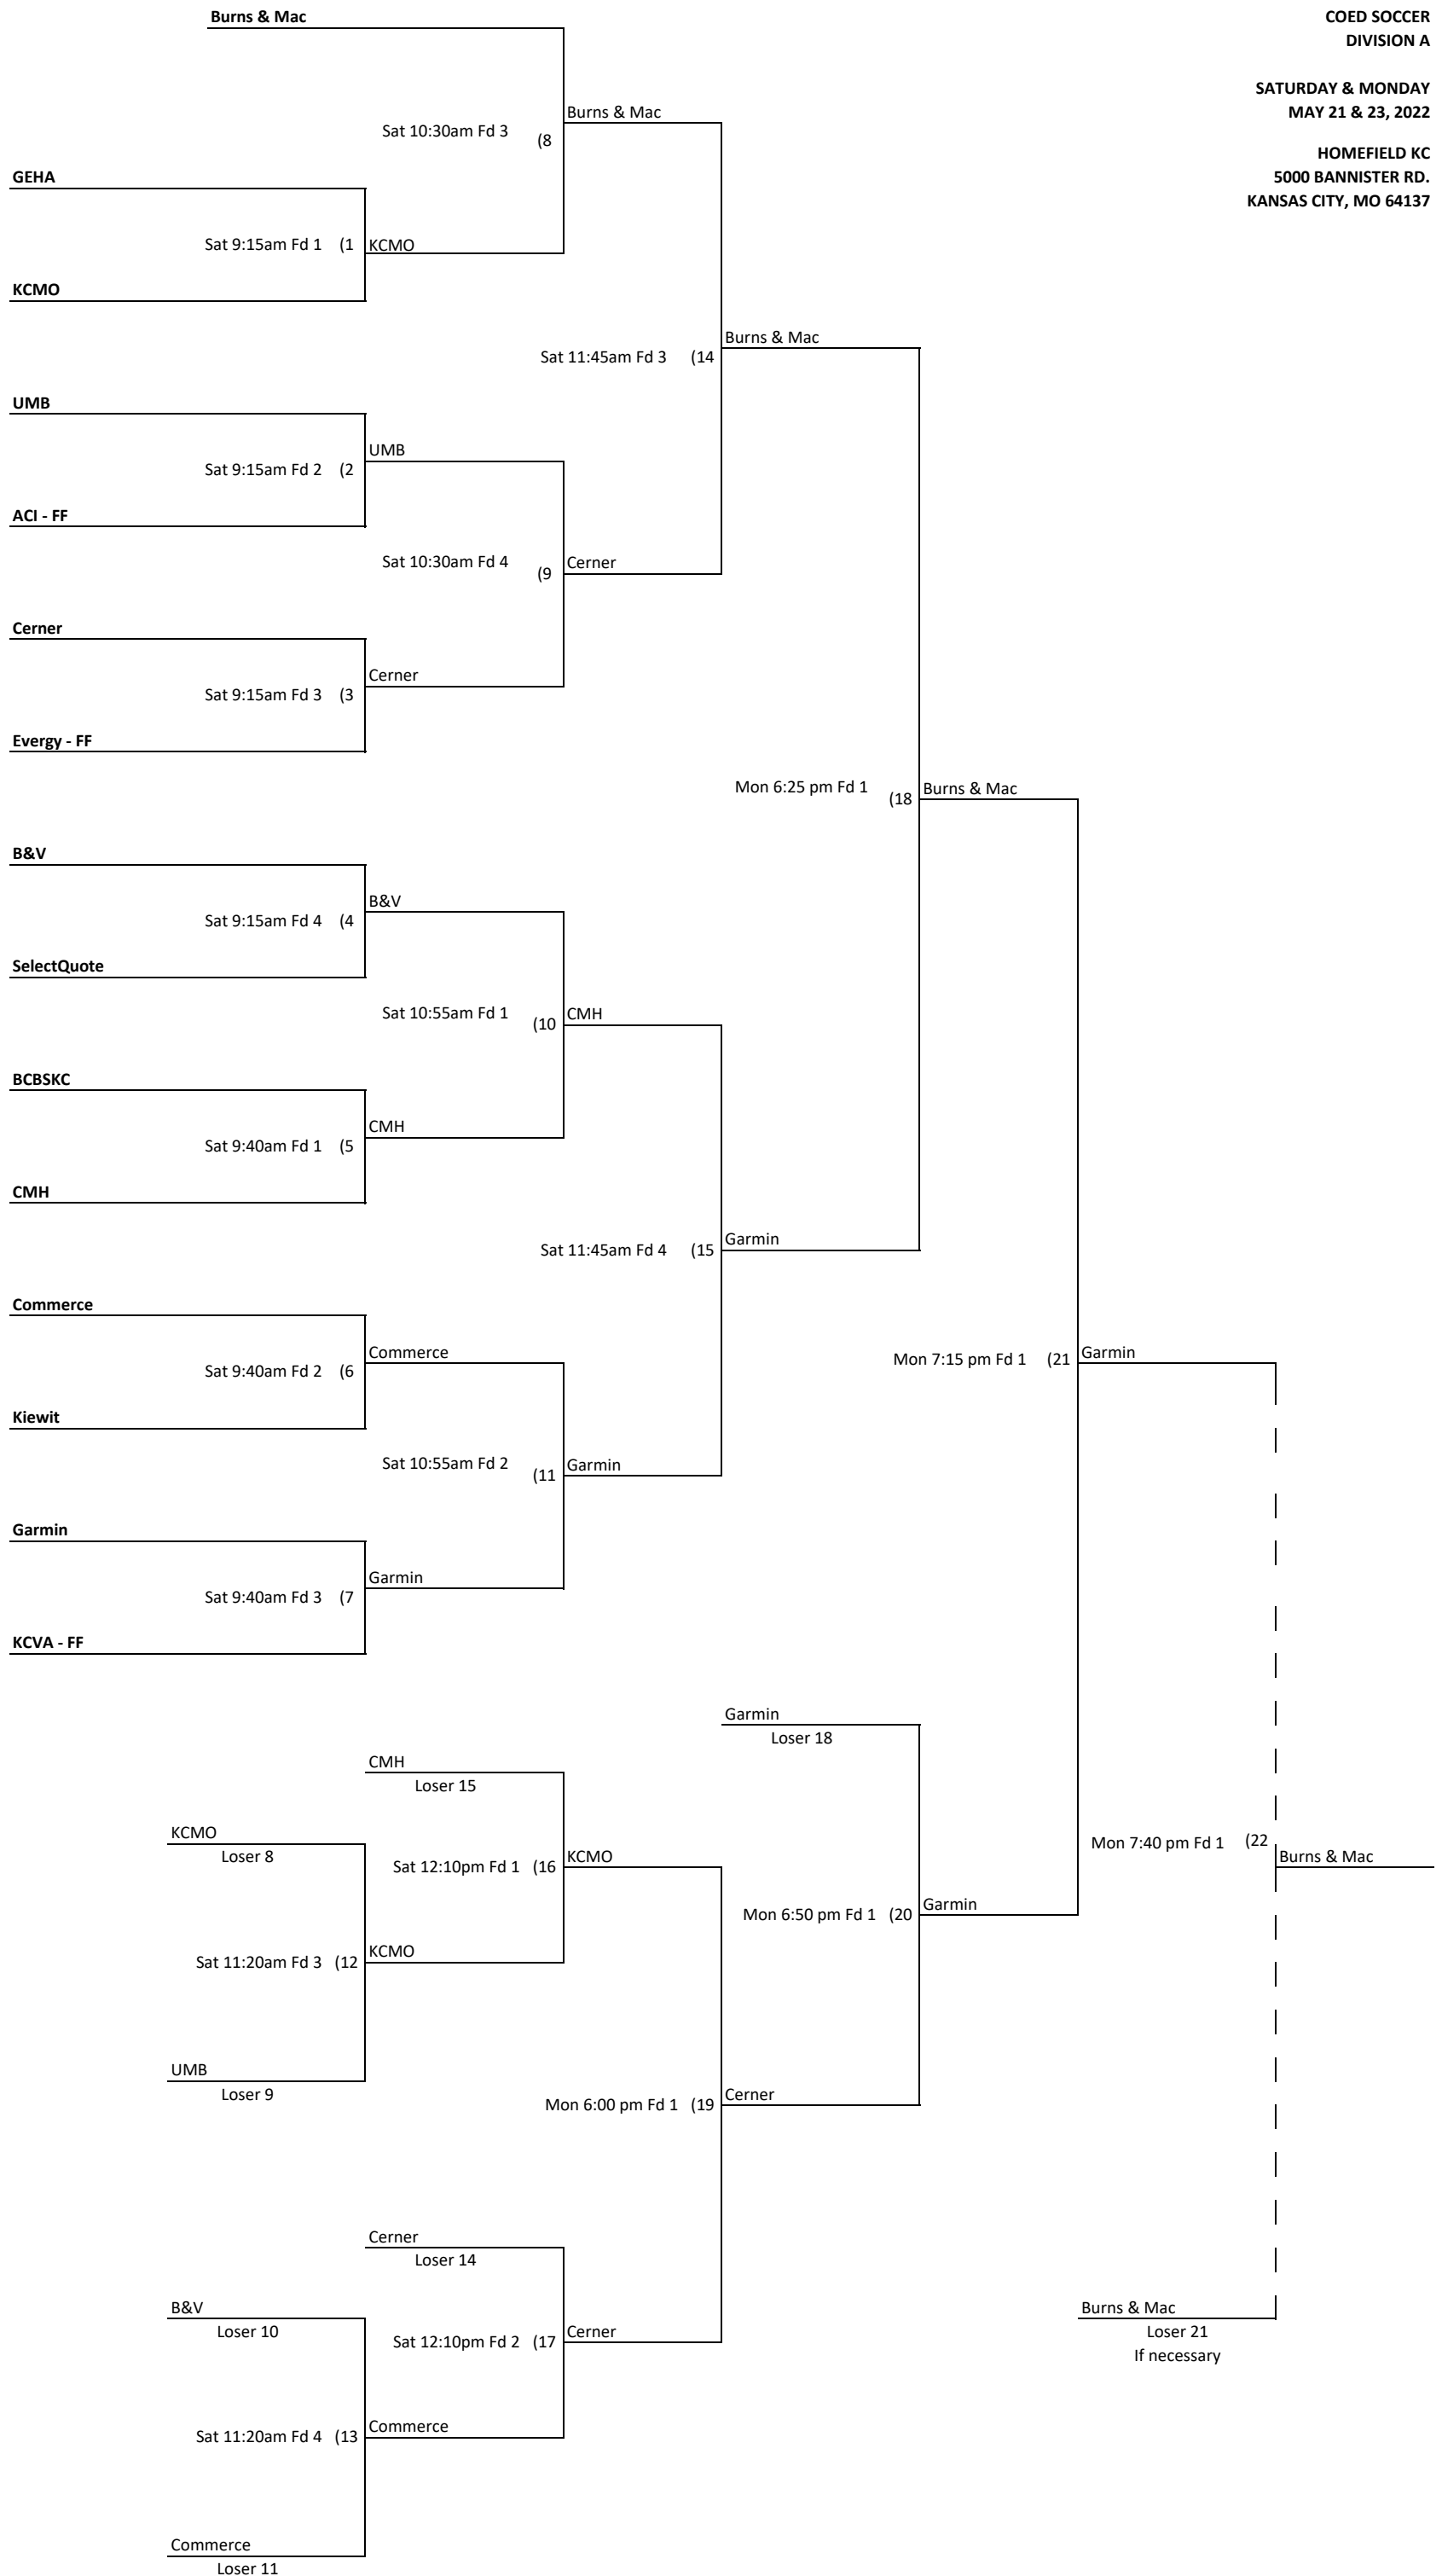 Burns & Mac
COED SOCCER
DIVISION A
SATURDAY & MONDAY
MAY 21 & 23, 2022
HOMEFIELD KC
5000 BANNISTER RD.
KANSAS CITY, MO 64137
Burns & Mac
Sat 10:30am Fd 3 (8
GEHA
Sat 9:15am Fd 1 (1 KCMO
KCMO
Burns & Mac
Sat 11:45am Fd 3 (14
UMB
UMB
Sat 9:15am Fd 2 (2
ACI - FF
Sat 10:30am Fd 4 (9 Cerner
Cerner
Cerner
Sat 9:15am Fd 3 (3
Evergy - FF
Mon 6:25 pm Fd 1 (18 Burns & Mac
B&V
B&V
Sat 9:15am Fd 4 (4
SelectQuote
Sat 10:55am Fd 1 (10 CMH
BCBSKC
CMH
Sat 9:40am Fd 1 (5
CMH
Garmin
Sat 11:45am Fd 4 (15
Commerce
Commerce
Sat 9:40am Fd 2 (6
Mon 7:15 pm Fd 1 (21 Garmin
Kiewit
Sat 10:55am Fd 2 (11 Garmin
Garmin
Garmin
Sat 9:40am Fd 3 (7
KCVA - FF
Garmin
Loser 18
CMH
Loser 15
KCMO
Loser 8
Mon 7:40 pm Fd 1 (22 Burns & Mac
Sat 12:10pm Fd 1 (16 KCMO
Mon 6:50 pm Fd 1 (20 Garmin
Sat 11:20am Fd 3 (12 KCMO
UMB
Loser 9
Mon 6:00 pm Fd 1 (19 Cerner
Cerner
Loser 14
B&V
Loser 10
Burns & Mac
Loser 21
If necessary
Sat 12:10pm Fd 2 (17 Cerner
Sat 11:20am Fd 4 (13 Commerce
Commerce
Loser 11